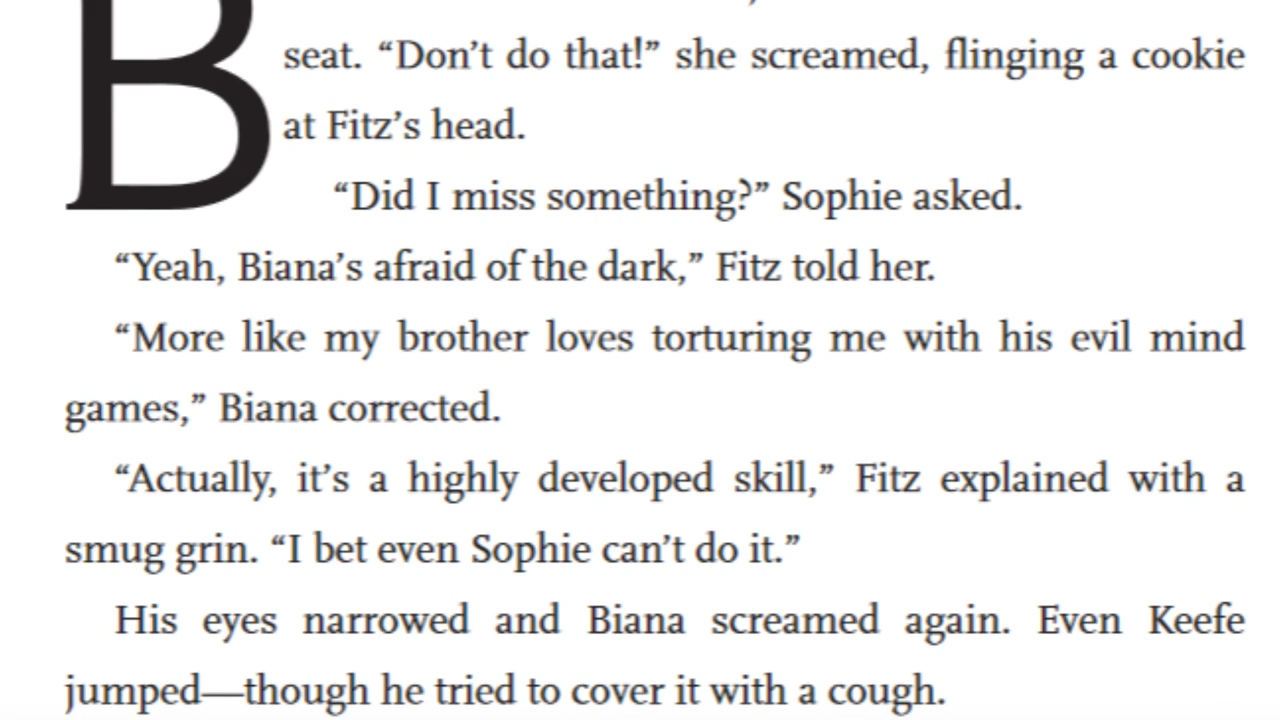 B
seat. “Don’t do that!” she screamed, flinging a cookie
at Fitz’s head.
“Did I miss something?” Sophie asked.
“Yeah, Biana’s afraid of the dark,” Fitz told her.
“More like my brother loves torturing me with his evil mind
games,” Biana corrected.
“Actually, it’s a highly developed skill,” Fitz explained with a
smug grin. “I bet even Sophie can’t do it.”
His eyes narrowed and Biana screamed again. Even Keefe
jumped—though he tried to cover it with a cough.